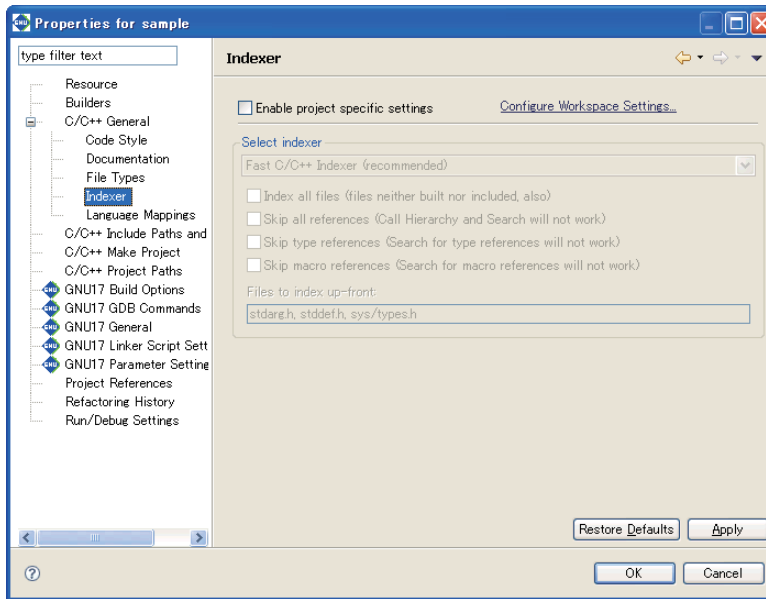 Properties for sample
type filter text
Resource
Builders
C/C++ General
Code Style
Documentation
File Types
Indexer
Language Mappings
C/C++ Include Paths and
C/C++ Make Project
C/C++ Project Paths
GNU17 Build Options
GNU17 GDB Commands
GNU17 General
GNU17 Linker Script Sett
GNU17 Parameter Setting
Project References
Refactoring History
Run/Debug Settings
Indexer
Enable project specific settings
Configure Workspace Settings...
Select indexer
Fast C/C++ Indexer (recommended)
Index all files (files neither built nor included, also)
Skip all references (Call Hierarchy and Search will not work)
Skip type references (Search for type references will not work)
Skip macro references (Search for macro references will not work)
Files to index up-front:
stdarg.h, stddef.h, sys/types.h
Restore Defaults
Apply
OK
Cancel